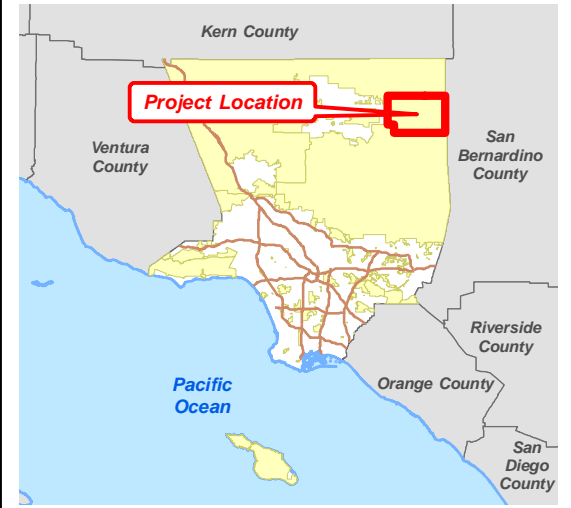 Kern County
Project Location
Ventura
County
San
Bernardino
County
Riverside
County
Pacific
Ocean
Orange County
San
Diego
County